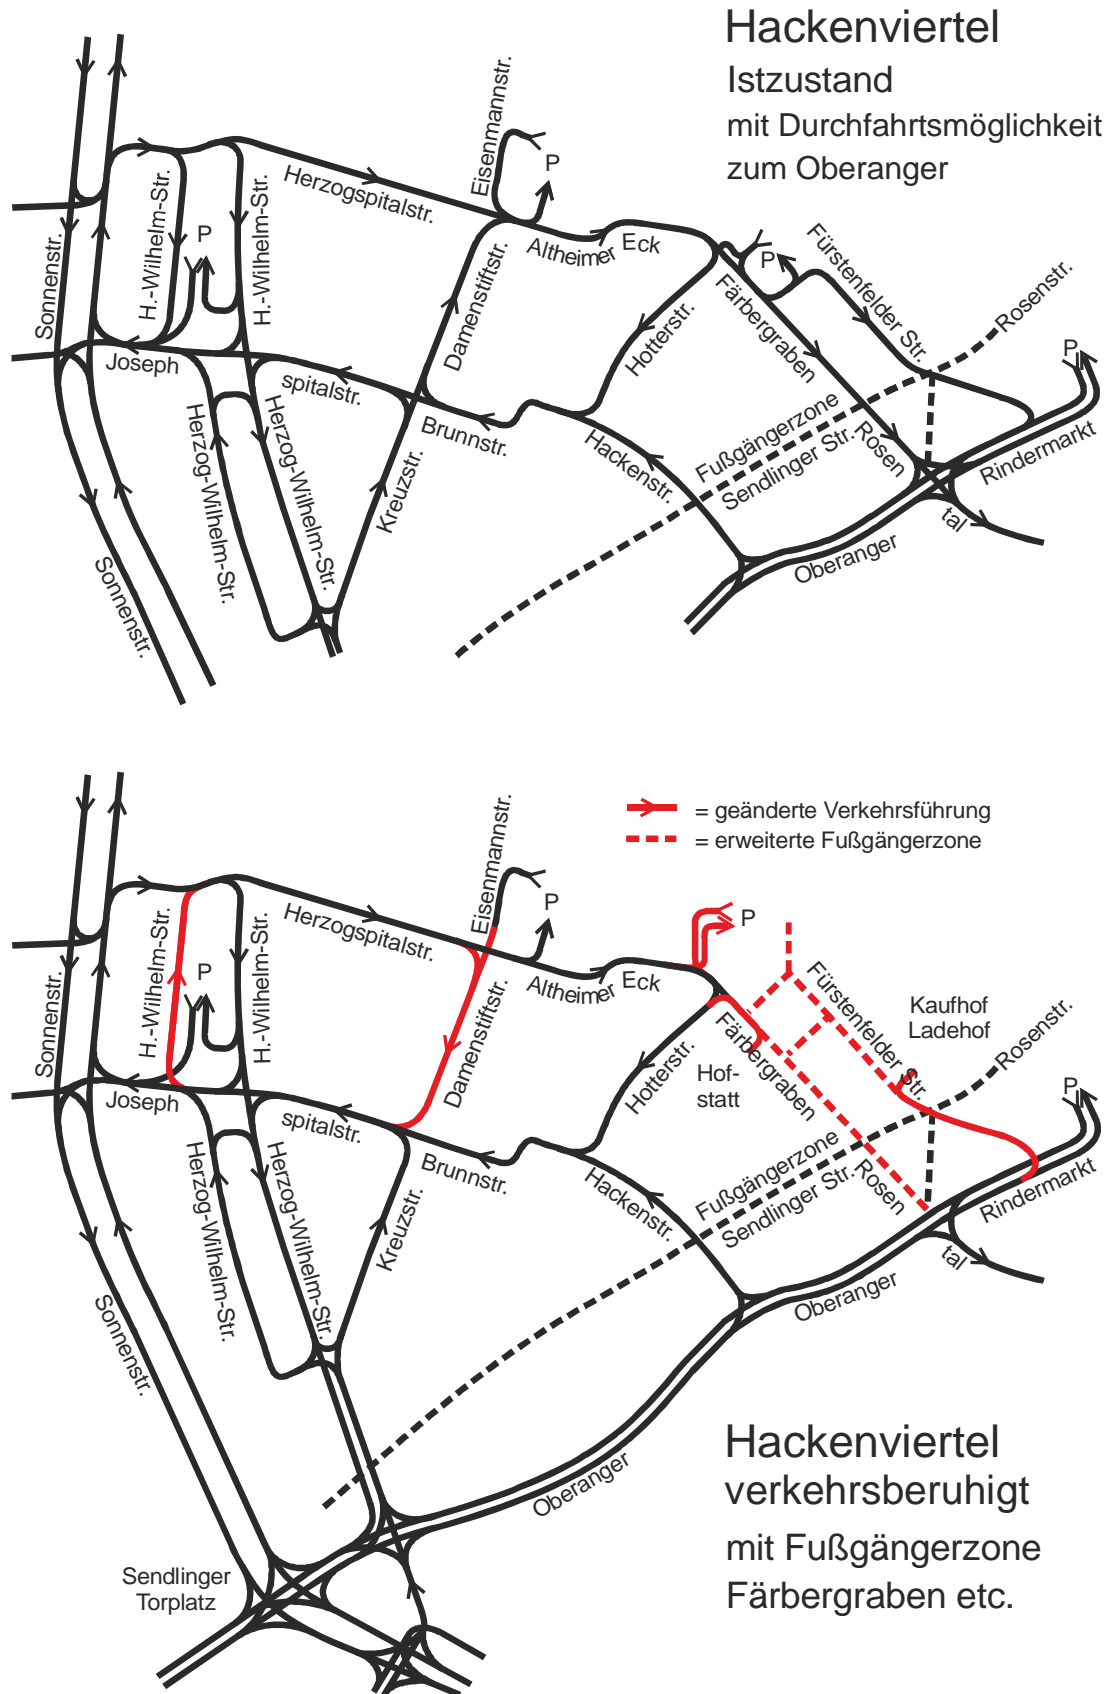 Hackenviertel
Istzustand
mit Durchfahrtsmöglichkeit
zum Oberanger
Eisenmannstr.
P
Herzogspitalstr.
Altheimer Eck
Fürstenfelder Str.
Rosenstr.
H.-Wilhelm-Str.
P
H.-Wilhelm-Str.
Sonnenstr.
Damenstiftstr.
Hotterstr.
P
Färbergraben
P
Joseph
spitalstr.
Brunnstr.
Fußgängerzone
Sendlinger Str.
Rosen
tal
Rindermarkt
Herzog-Wilhelm-Str.
Herzog-Wilhelm-Str.
Kreuzstr.
Hackenstr.
Oberanger
Sonnenstr.
= geänderte Verkehrsführung
= erweiterte Fußgängerzone
Eisenmannstr.
P
P
Herzogspitalstr.
Altheimer Eck
Fürstenfelder Str.
Kaufhof
Ladehof
Rosenstr.
H.-Wilhelm-Str.
P
H.-Wilhelm-Str.
Sonnenstr.
Damenstiftstr.
Hotterstr.
Färbergraben
Hof-
statt
P
Joseph
spitalstr.
Brunnstr.
Fußgängerzone
Sendlinger Str.
Rosen
tal
Rindermarkt
Herzog-Wilhelm-Str.
Herzog-Wilhelm-Str.
Kreuzstr.
Hackenstr.
Oberanger
Sonnenstr.
Oberanger
Hackenviertel
verkehrsberuhigt
mit Fußgängerzone
Färbergraben etc.
Sendlinger
Torplatz